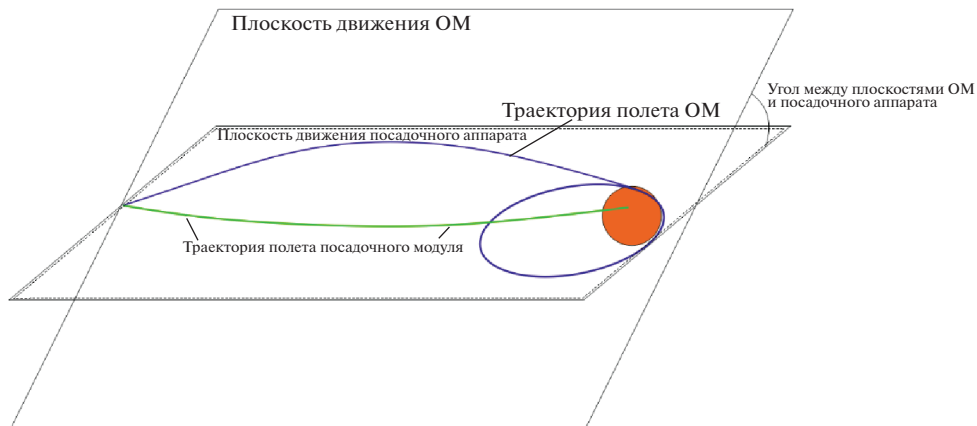 Плоскость движения ОМ
Угол между плоскостями ОМ
и посадочного аппарата
Траектория полета ОМ
Плоскость движения посадочного аппарата
Траектория полета посадочного модуля